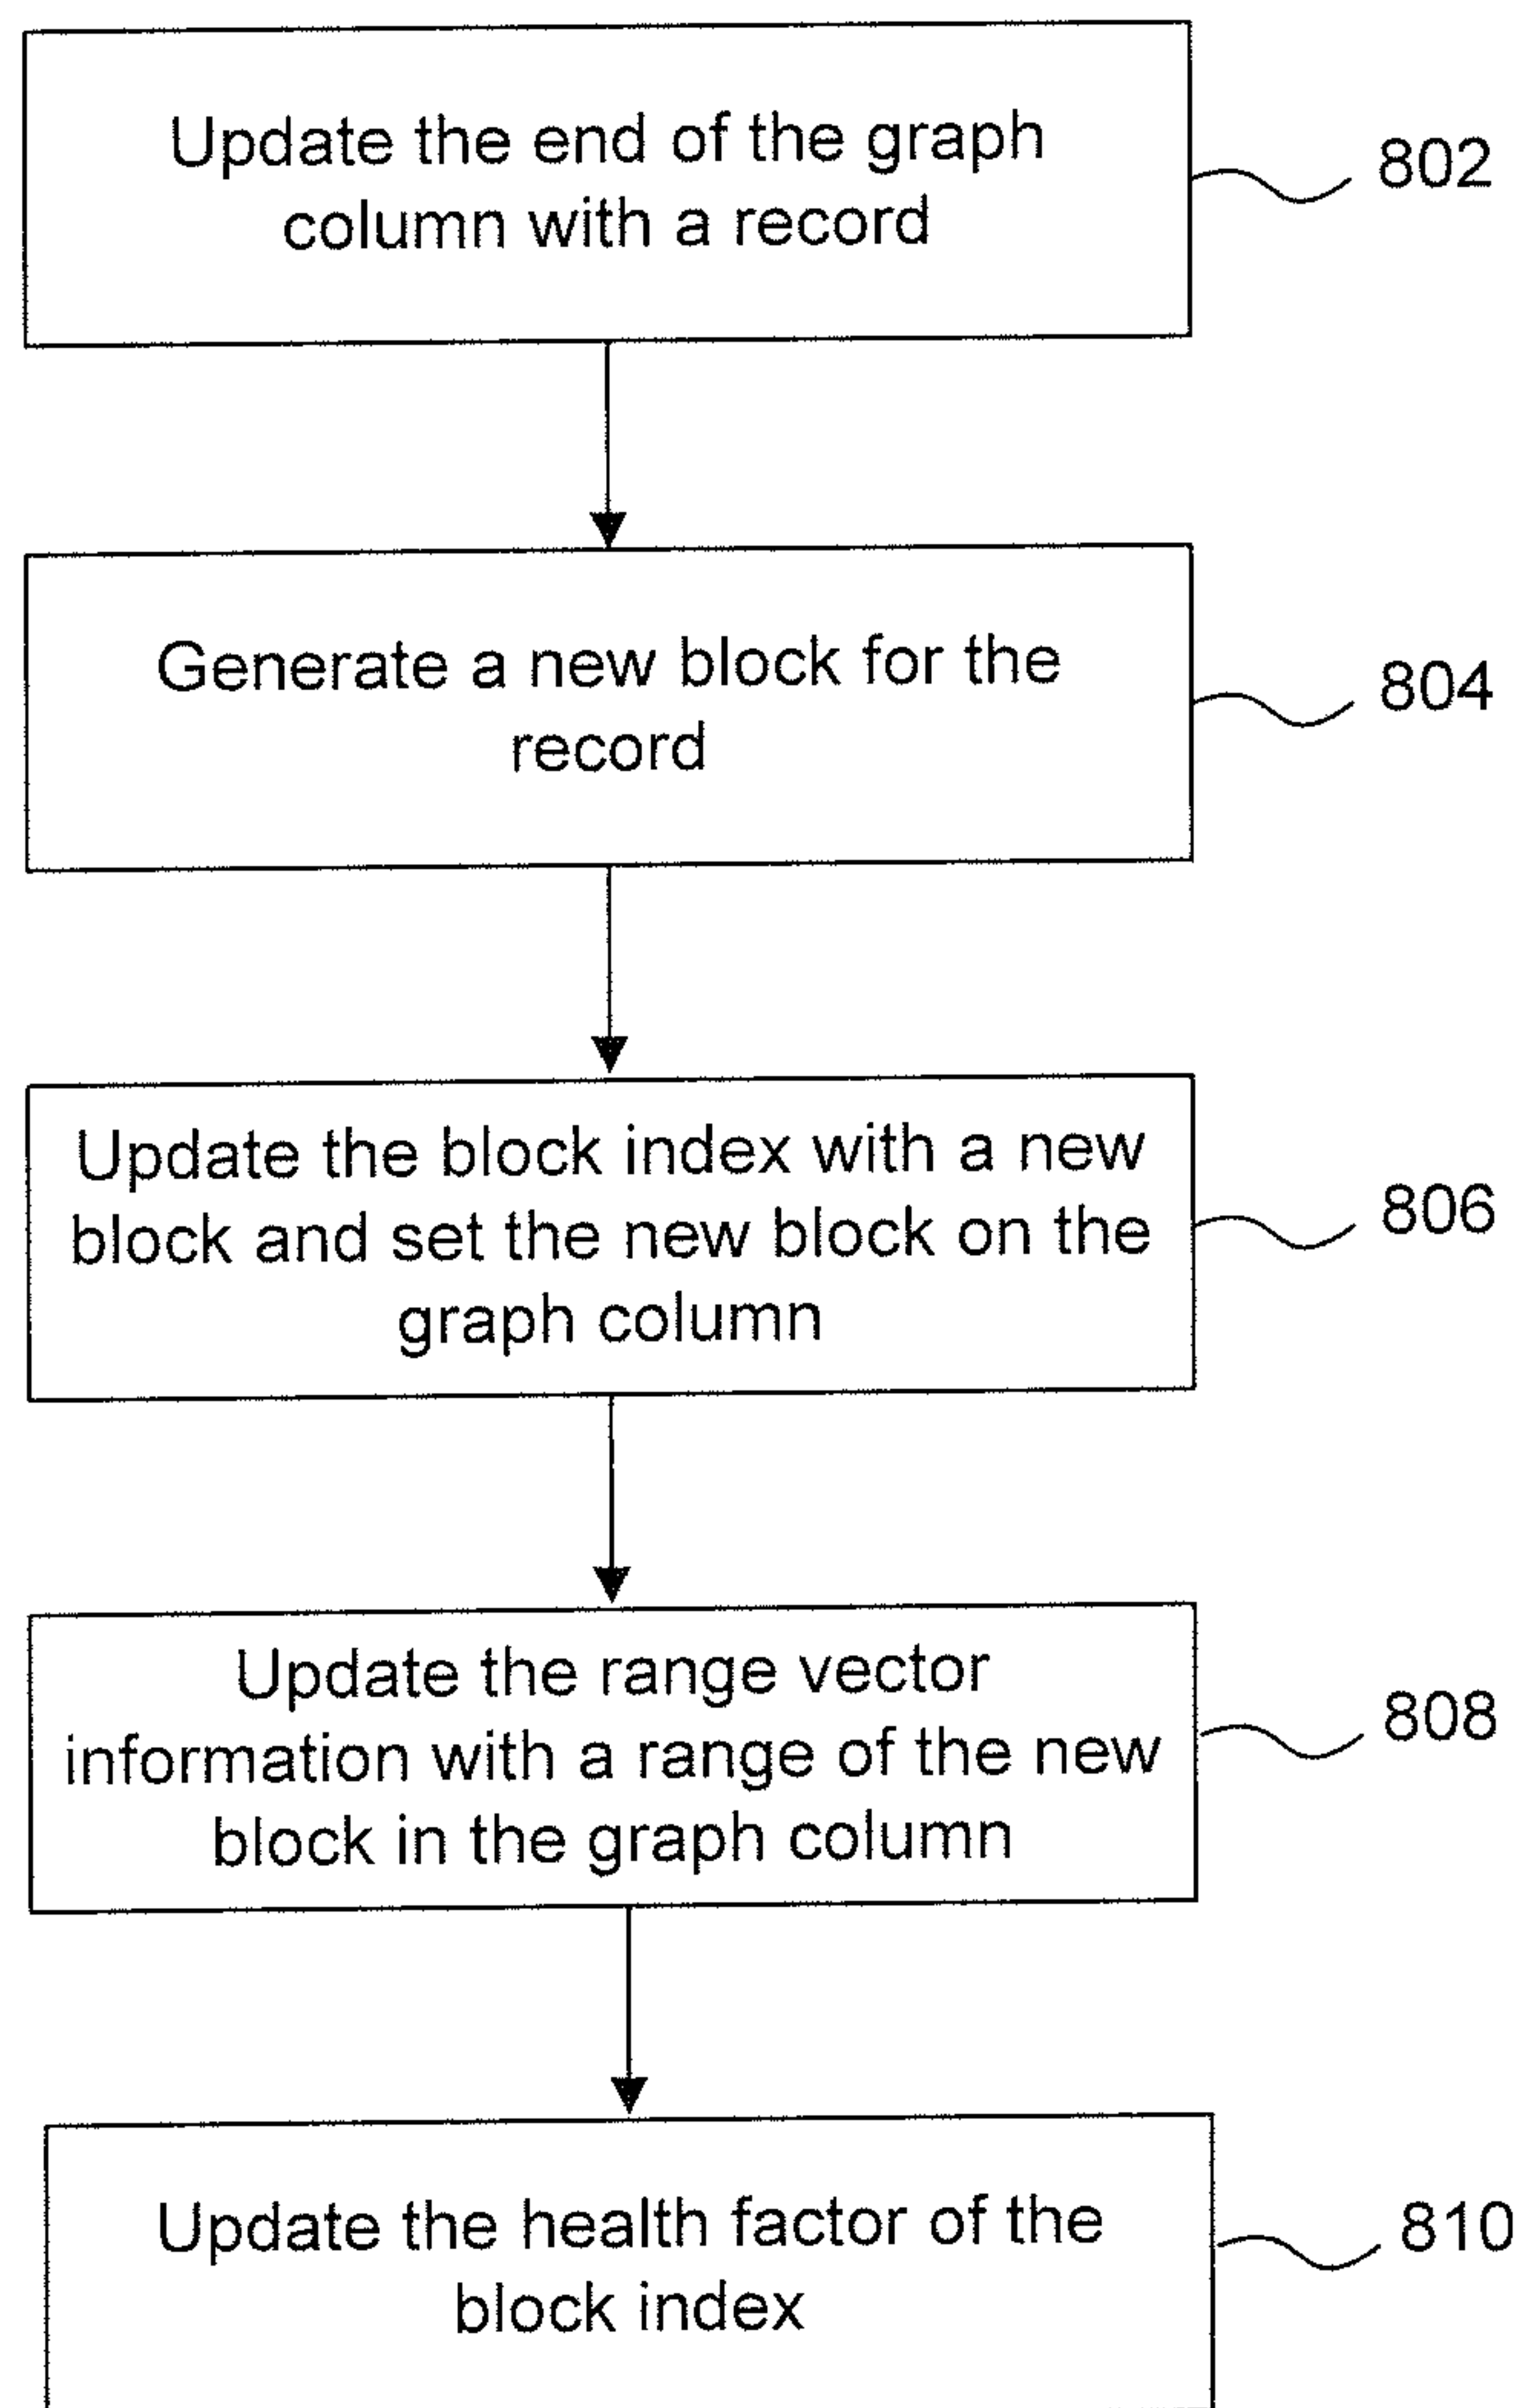 Update the end of the graph
column with a record
802
Generate a new block for the
record
804
Update the block index with a new
block and set the new block on the
graph column
806
Update the range vector
information with a range of the new
block in the graph column
808
Update the health factor of the
block index
810